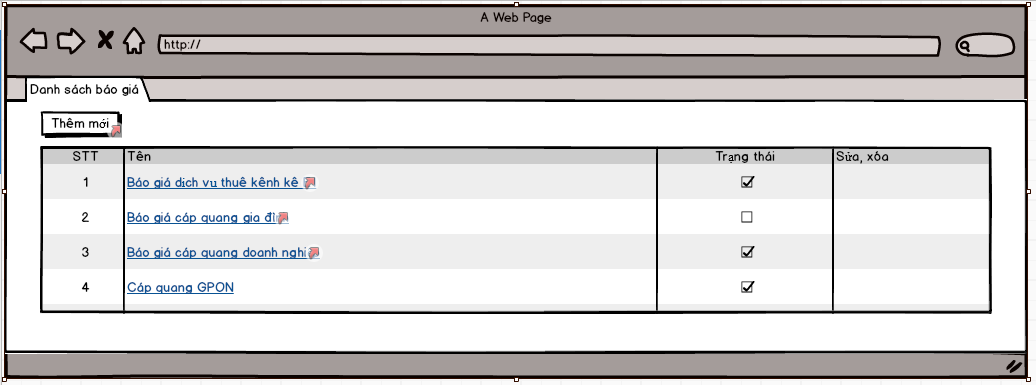 A Web Page
http://
Danh sách báo giá
Thêm mới
STT Tên Trạng thái Sửa, xóa
1 Báo giá dịch vụ thuê kênh kê
2 Báo giá cáp quang gia
3 Báo giá cáp quang doanh
4 Cáp quang GPON